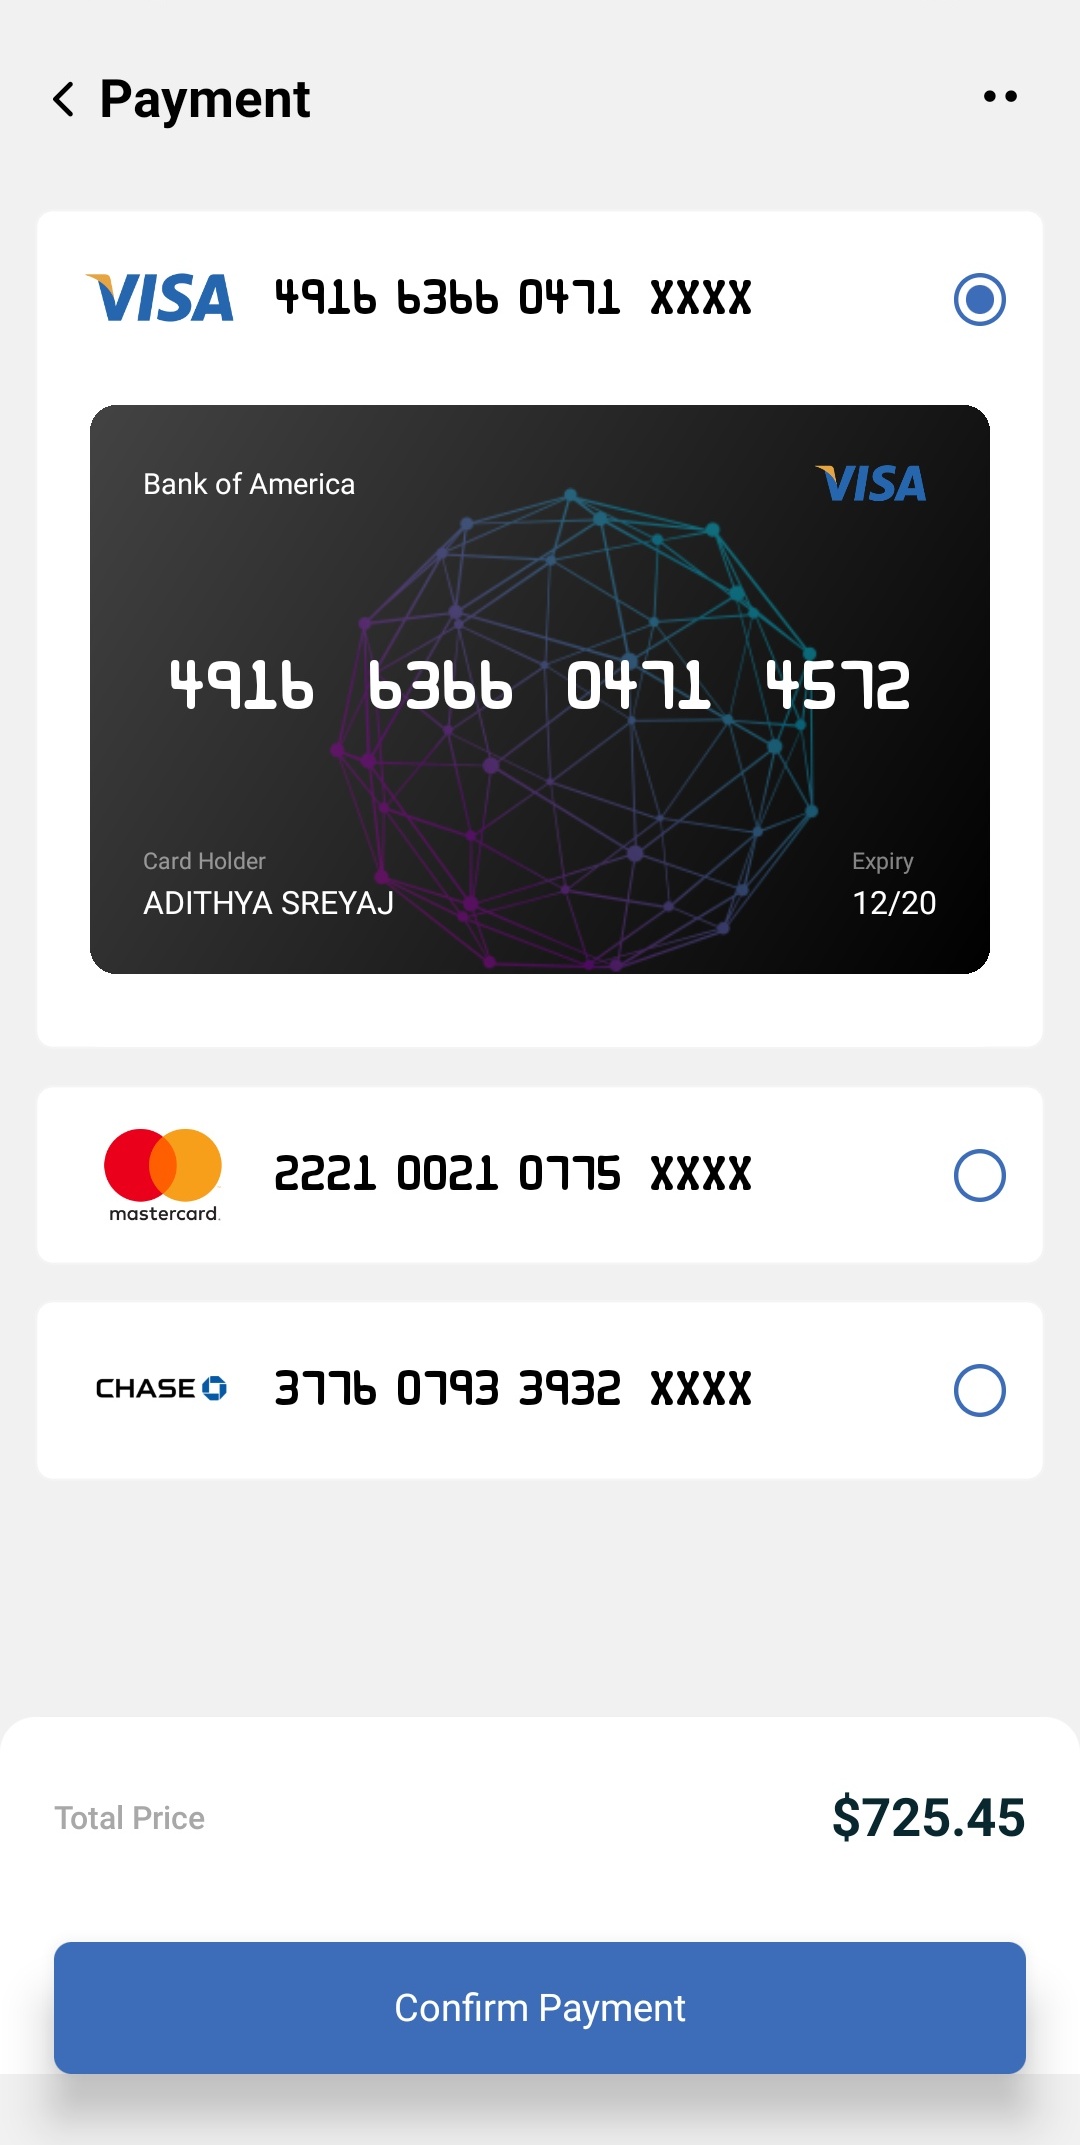 Payment
VISA 4916 6366 0471 XXXX
Bank of America VISA
4916 6366 0471 4572
Card Holder Expiry
ADITHYA SREYAJ 12/20
2221 0021 0775 XXXX
mastercard.
CHASE 3776 0793 3932 XXXX
Total Price $725.45
Confirm Payment